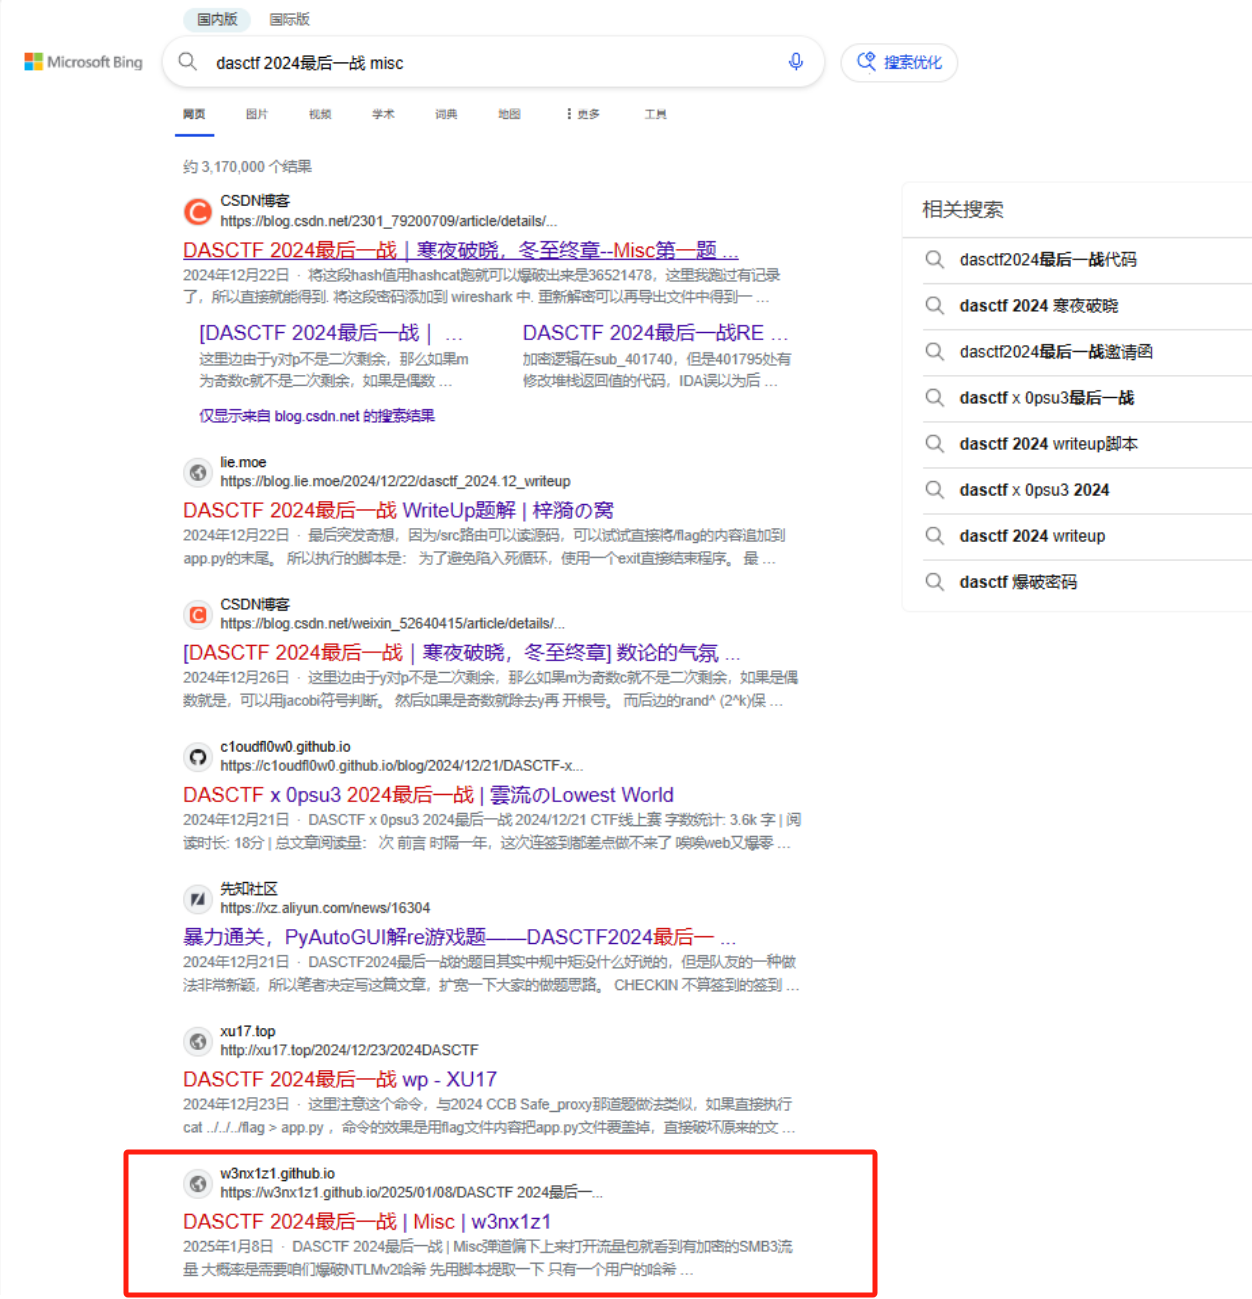 国内版 国际版
Microsoft Bing
dasctf 2024最后一战 misc
搜索优化
网页 图片 视频 学术 词典 地图 更多 工具
约 3,170,000 个结果
CSDN博客
https://blog.csdn.net/2301_79200709/article/details/...
DASCTF 2024最后一战｜寒夜破晓，冬至终章--Misc第一题 ...
2024年12月22日 · 将这段hash值用hashcat跑就可以爆破出来是36521478，这里我跑过有记录
了，所以直接就能得到. 将这段密码添加到 wireshark 中. 重新解密可以再导出文件中得到一 ...
[DASCTF 2024最后一战｜ ...
这里边由于y对p不是二次剩余，那么如果m
为奇数c就不是二次剩余，如果是偶数 ...
DASCTF 2024最后一战RE ...
加密逻辑在sub_401740，但是401795处有
修改堆栈返回值的代码，IDA误以为后 ...
仅显示来自 blog.csdn.net 的搜索结果
lie.moe
https://blog.lie.moe/2024/12/22/dasctf_2024.12_writeup
DASCTF 2024最后一战 WriteUp题解 | 梓漪の窝
2024年12月22日 · 最后突发奇想，因为/src路由可以读源码，可以试试直接将/flag的内容追加到
app.py的末尾。 所以执行的脚本是： 为了避免陷入死循环，使用一个exit直接结束程序。 最 ...
CSDN博客
https://blog.csdn.net/weixin_52640415/article/details/...
[DASCTF 2024最后一战｜寒夜破晓，冬至终章] 数论的气氛 ...
2024年12月26日 · 这里边由于y对p不是二次剩余，那么如果m为奇数c就不是二次剩余，如果是偶
数就是，可以用jacobi符号判断。 然后如果是奇数就除去y再 开根号。 而后边的rand^ (2^k)保 ...
c1oudfl0w0.github.io
https://c1oudfl0w0.github.io/blog/2024/12/21/DASCTF-x...
DASCTF x 0psu3 2024最后一战 | 雲流のLowest World
2024年12月21日 · DASCTF x 0psu3 2024最后一战 2024/12/21 CTF线上赛 字数统计: 3.6k 字 | 阅
读时长: 18分 | 总文章阅读量： 次 前言 时隔一年，这次连签到都差点做不来了 唉唉web又爆零 ...
先知社区
https://xz.aliyun.com/news/16304
暴力通关，PyAutoGUI解re游戏题——DASCTF2024最后一 ...
2024年12月21日 · DASCTF2024最后一战的题目其实中规中矩没什么好说的，但是队友的一种做
法非常新颖，所以笔者决定写这篇文章，扩宽一下大家的做题思路。 CHECKIN 不算签到的签到 ...
xu17.top
http://xu17.top/2024/12/23/2024DASCTF
DASCTF 2024最后一战 wp - XU17
2024年12月23日 · 这里注意这个命令，与2024 CCB Safe_proxy那道题做法类似，如果直接执行
cat ../../../flag > app.py ，命令的效果是用flag文件内容把app.py文件覆盖掉，直接破坏原来的文 ...
w3nx1z1.github.io
https://w3nx1z1.github.io/2025/01/08/DASCTF 2024最后一...
DASCTF 2024最后一战 | Misc | w3nx1z1
2025年1月8日 · DASCTF 2024最后一战 | Misc弹道偏下上来打开流量包就看到有加密的SMB3流
量 大概率是需要咱们爆破NTLMv2哈希 先用脚本提取一下 只有一个用户的哈希 ...
相关搜索
dasctf2024最后一战代码
dasctf 2024 寒夜破晓
dasctf2024最后一战邀请函
dasctf x 0psu3最后一战
dasctf 2024 writeup脚本
dasctf x 0psu3 2024
dasctf 2024 writeup
dasctf 爆破密码